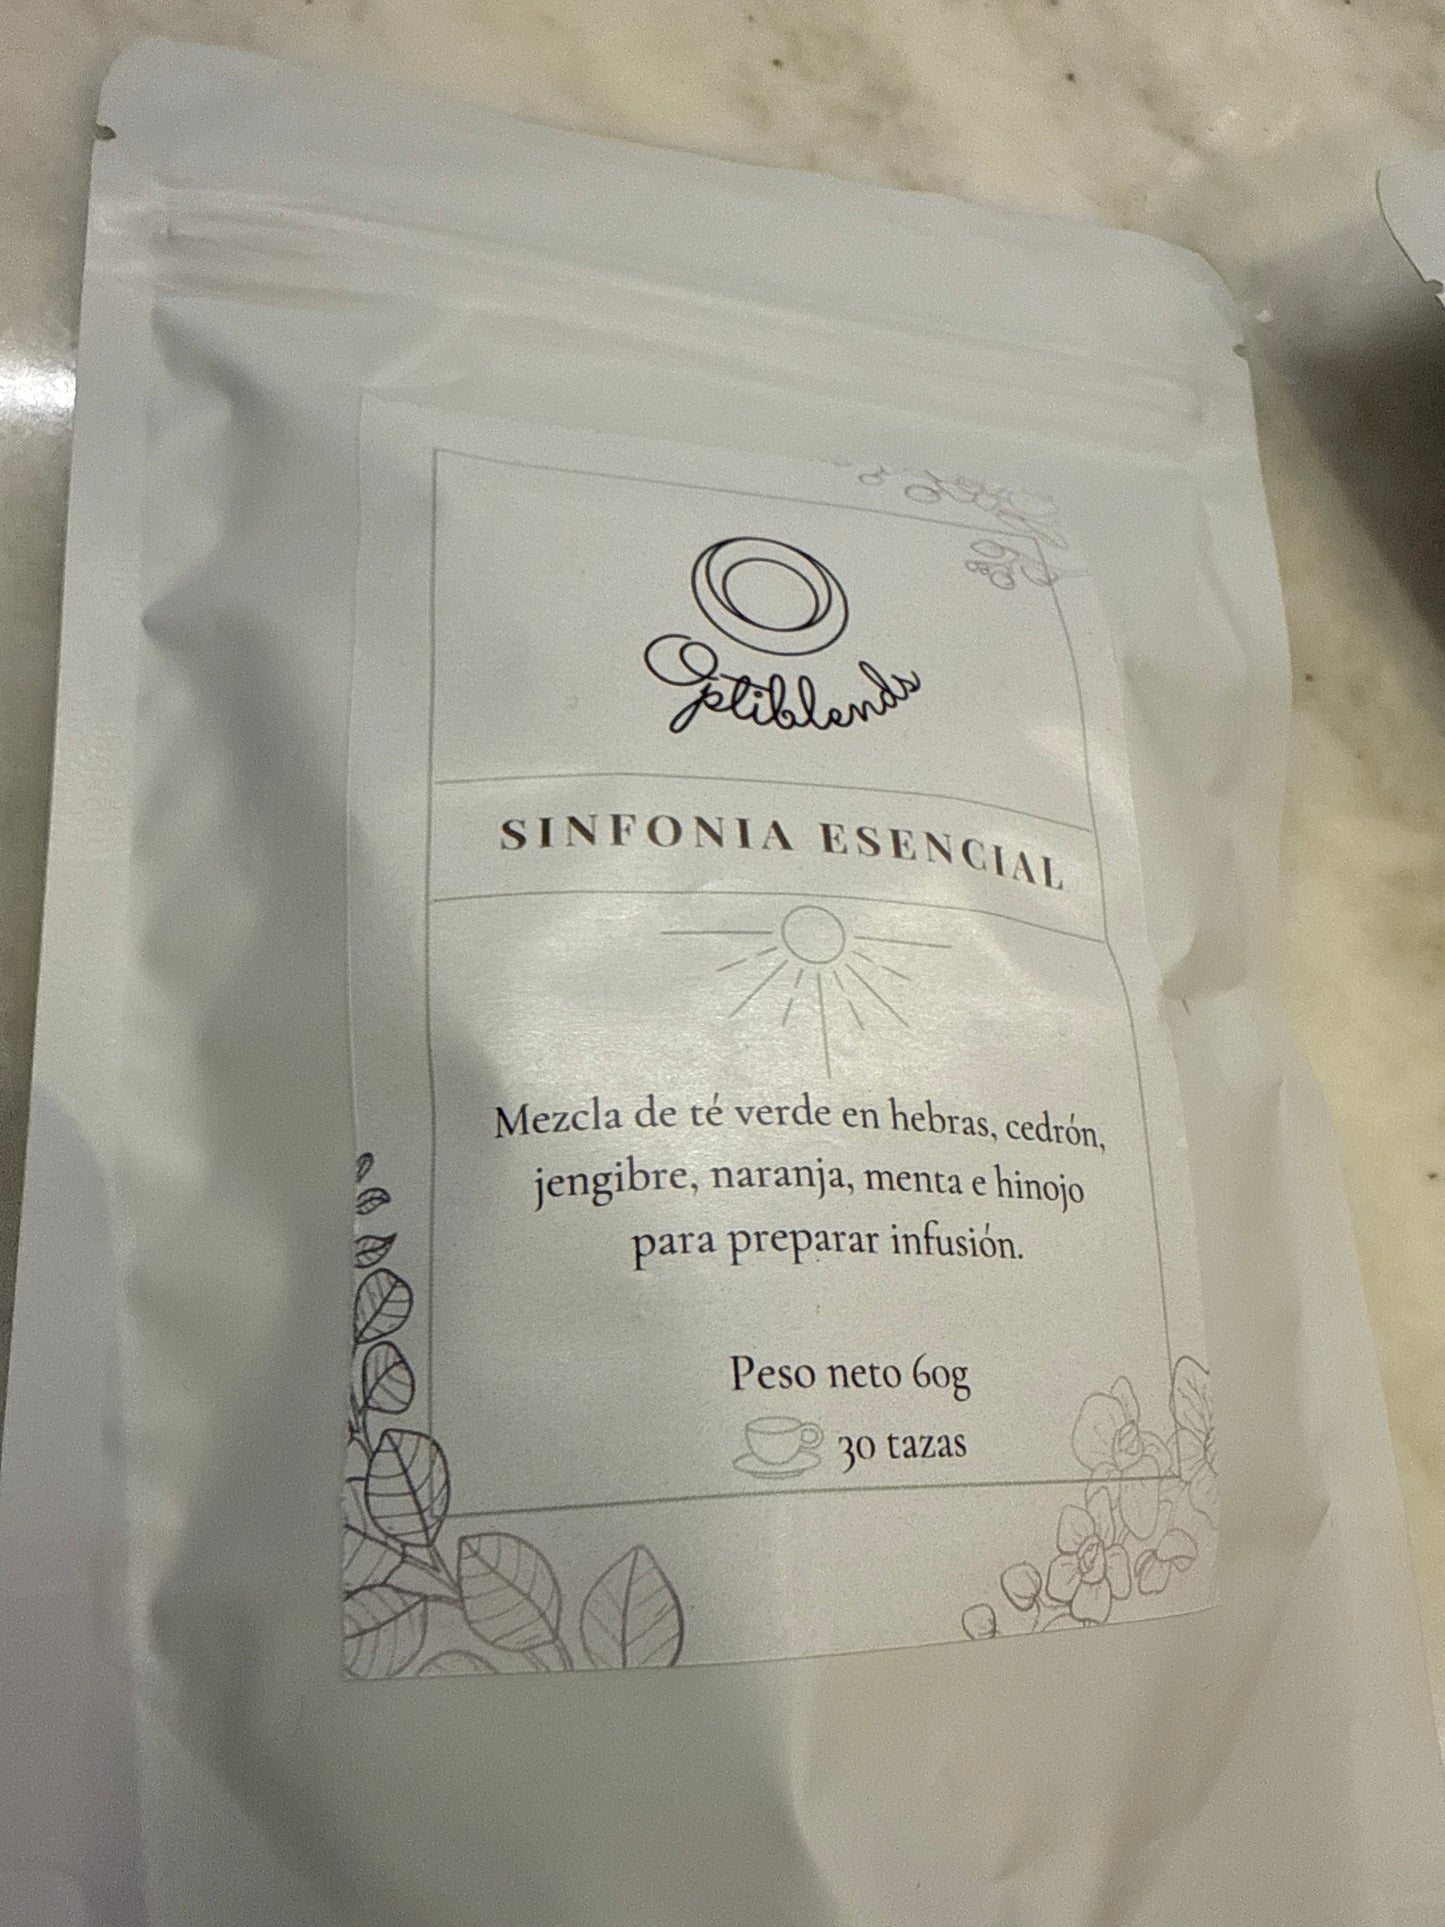 Optiblends
SINFONIA ESENCIAL
Mezcla de té verde en hebras, cedrón,
jengibre, naranja, menta e hinojo
para preparar infusión.
Peso neto 60g
30 tazas